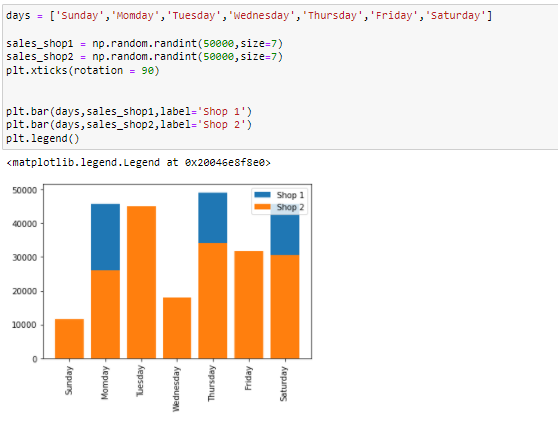 days = ['Sunday','Momday','Tuesday','Wednesday','Thursday','Friday','Saturday']
sales_shop1 = np.random.randint(50000,size=7)
sales_shop2 = np.random.randint(50000,size=7)
plt.xticks(rotation = 90)
plt.bar(days,sales_shop1,label='Shop 1')
plt.bar(days,sales_shop2,label='Shop 2')
plt.legend()
<matplotlib.legend.Legend at 0x20046e8f8e0>
50000
40000
30000
20000
10000
0
Shop 1
Shop 2
Sunday
Momday
Tuesday
Wednesday
Thursday
Friday
Saturday